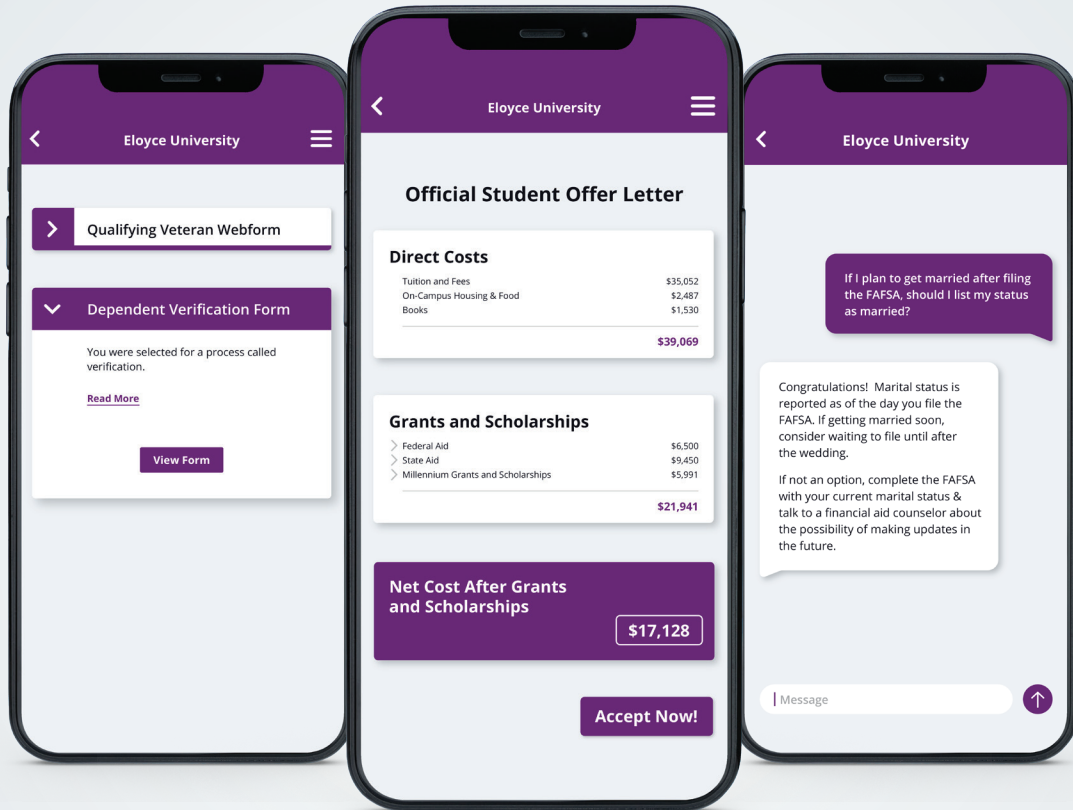 Eloyce University
Qualifying Veteran Webform
Dependent Verification Form
You were selected for a process called
verification.
Read More
View Form
Eloyce University
Official Student Offer Letter
Direct Costs
Tuition and Fees $35,052
On-Campus Housing & Food $2,487
Books $1,530
$39,069
Grants and Scholarships
Federal Aid $6,500
State Aid $9,450
Millennium Grants and Scholarships $5,991
$21,941
Net Cost After Grants
and Scholarships
$17,128
Accept Now!
Eloyce University
If I plan to get married after filing
the FAFSA, should I list my status
as married?
Congratulations!  Marital status is
reported as of the day you file the
FAFSA. If getting married soon,
consider waiting to file until after
the wedding.
If not an option, complete the FAFSA
with your current marital status &
talk to a financial aid counselor about
the possibility of making updates in
the future.
Message